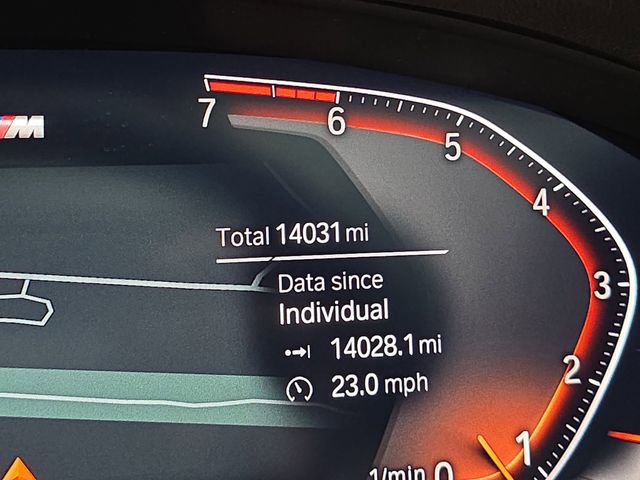 7
6
5
M
4
Total 14031 mi
Data since
3
Individual
14028.1 mi
2
23.0 mph
1
1/min 0